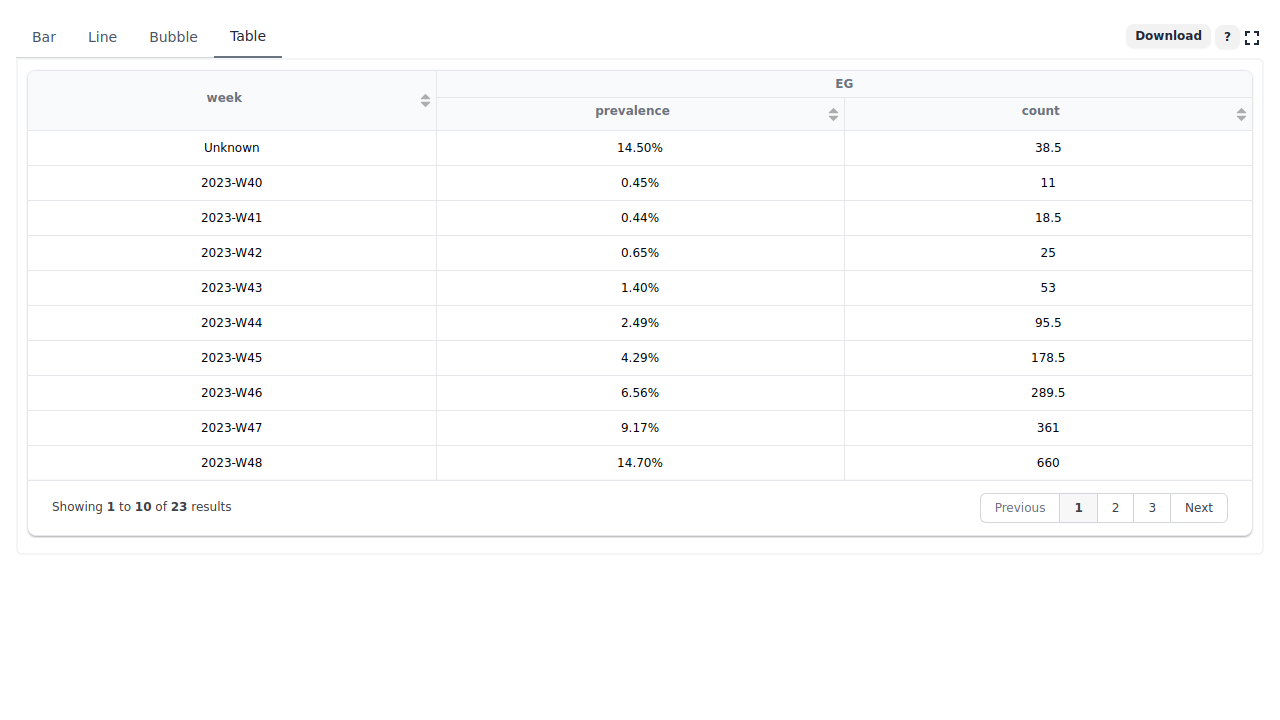 Bar Line Bubble Table Download ?
week EG
prevalence count
Unknown 14.50% 38.5
2023-W40 0.45% 11
2023-W41 0.44% 18.5
2023-W42 0.65% 25
2023-W43 1.40% 53
2023-W44 2.49% 95.5
2023-W45 4.29% 178.5
2023-W46 6.56% 289.5
2023-W47 9.17% 361
2023-W48 14.70% 660
Showing 1 to 10 of 23 results Previous 1 2 3 Next